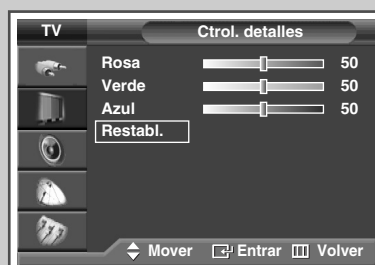 TV Ctrol. detalles
Rosa 50
Verde 50
Azul 50
Restabl.
Mover Entrar Volver